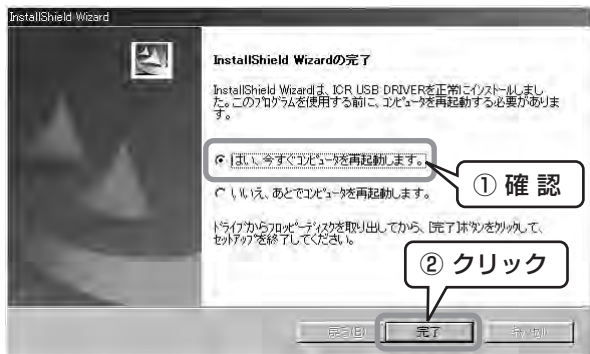 InstallShield Wizard
InstallShield Wizardの完了
InstallShield Wizardは、ICR USB DRIVERを正常にインストールしまし
た。このプログラムを使用する前に、コンピュータを再起動する必要がありま
す。
はい、今すぐコンピュータを再起動します。
① 確 認
いいえ、あとでコンピュータを再起動します。
ドライブからフロッピーディスクを取り出してから、[完了]ボタンをクリックして、
セットアップを終了してください。
② クリック
戻る(B) 完了 キャンセル